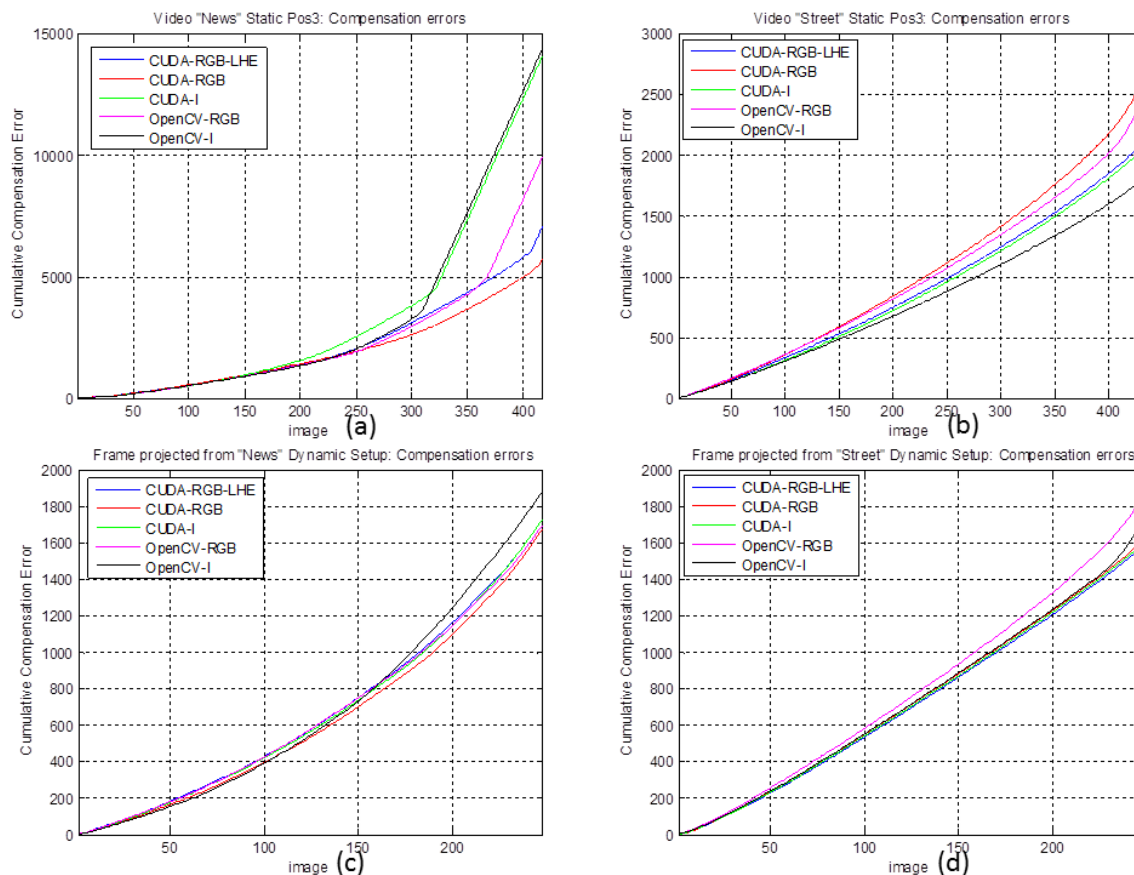 Video "News" Static Pos3: Compensation errors
15000
10000
5000
0
Cumulative Compensation Error
CUDA-RGB-LHE
CUDA-RGB
CUDA-I
OpenCV-RGB
OpenCV-I
50 100 150 200 250 300 350 400
image
(a)
Video "Street" Static Pos3: Compensation errors
3000
2500
2000
1500
1000
500
0
Cumulative Compensation Error
CUDA-RGB-LHE
CUDA-RGB
CUDA-I
OpenCV-RGB
OpenCV-I
50 100 150 200 250 300 350 400
image
(b)
Frame projected from "News" Dynamic Setup: Compensation errors
2000
1800
1600
1400
1200
1000
800
600
400
200
0
Cumulative Compensation Error
CUDA-RGB-LHE
CUDA-RGB
CUDA-I
OpenCV-RGB
OpenCV-I
50 100 150 200
image
(c)
Frame projected from "Street" Dynamic Setup: Compensation errors
2000
1800
1600
1400
1200
1000
800
600
400
200
0
Cumulative Compensation Error
CUDA-RGB-LHE
CUDA-RGB
CUDA-I
OpenCV-RGB
OpenCV-I
50 100 150 200
image
(d)